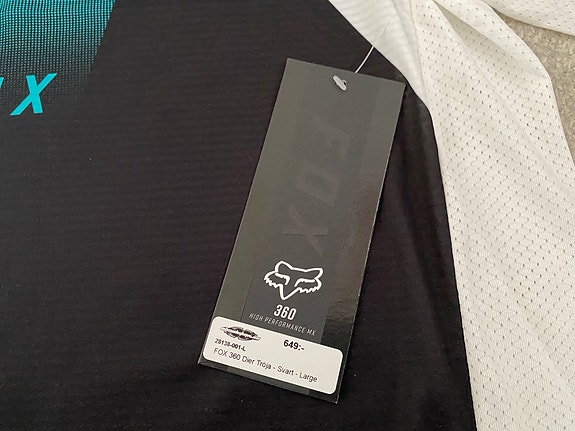 X
FOX
360
HIGH PERFORMANCE MX
649:-
28138-001-L
FOX 360 Dier Tröja - Svart - Large